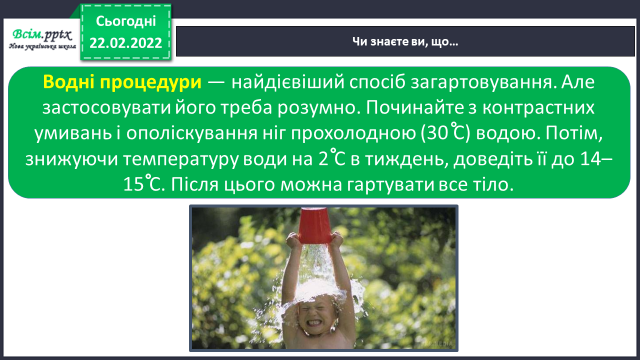 Всім.pptx
Нова українська школа
Сьогодні
22.02.2022
Чи знаєте ви, що...
Водні процедури — найдієвіший спосіб загартовування. Але
застосовувати його треба розумно. Починайте з контрастних
умивань і ополіскування ніг прохолодною (30 ̊С) водою. Потім,
знижуючи температуру води на 2 ̊С в тиждень, доведіть її до 14–
15 ̊С. Після цього можна гартувати все тіло.